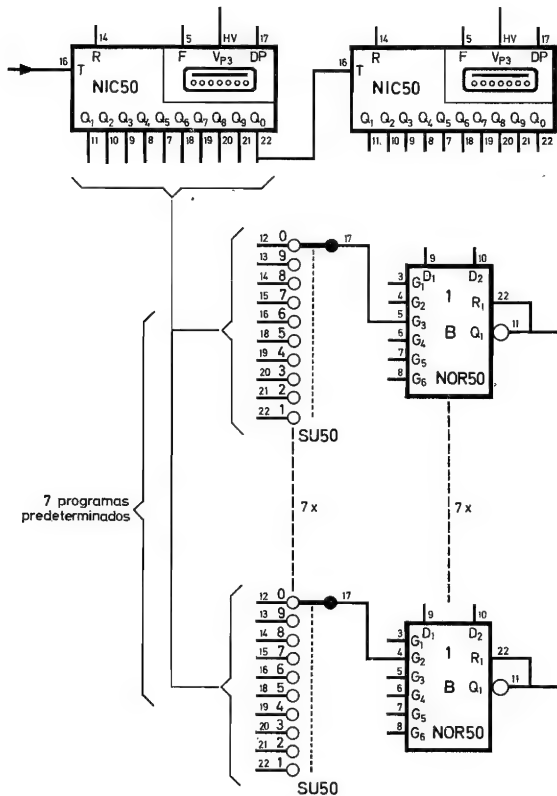 14 5 HV 17 14 5 HV 17
16 T R F VP3 DP 16 T R F VP3 DP
NIC50 NIC50
Q1 Q2 Q3 Q4 Q5 Q6 Q7 Q8 Q9 Q0 Q1 Q2 Q3 Q4 Q5 Q6 Q7 Q8 Q9 Q0
11 10 9 8 7 18 19 20 21 22 11 10 9 8 7 18 19 20 21 22
12 0 17
13 9
14 8
15 7
16 6
18 5
19 4
20 3
21 2
22 1
SU50
9 10
D1 D2
3 G1
4 G2
5 G3
6 G4
7 G5
8 G6
1
B
R1 22
Q1 11
NOR50
7 programas
predeterminados
7 x
7 x
12 0 17
13 9
14 8
15 7
16 6
18 5
19 4
20 3
21 2
22 1
SU50
9 10
D1 D2
3 G1
4 G2
5 G3
6 G4
7 G5
8 G6
1
B
R1 22
Q1 11
NOR50